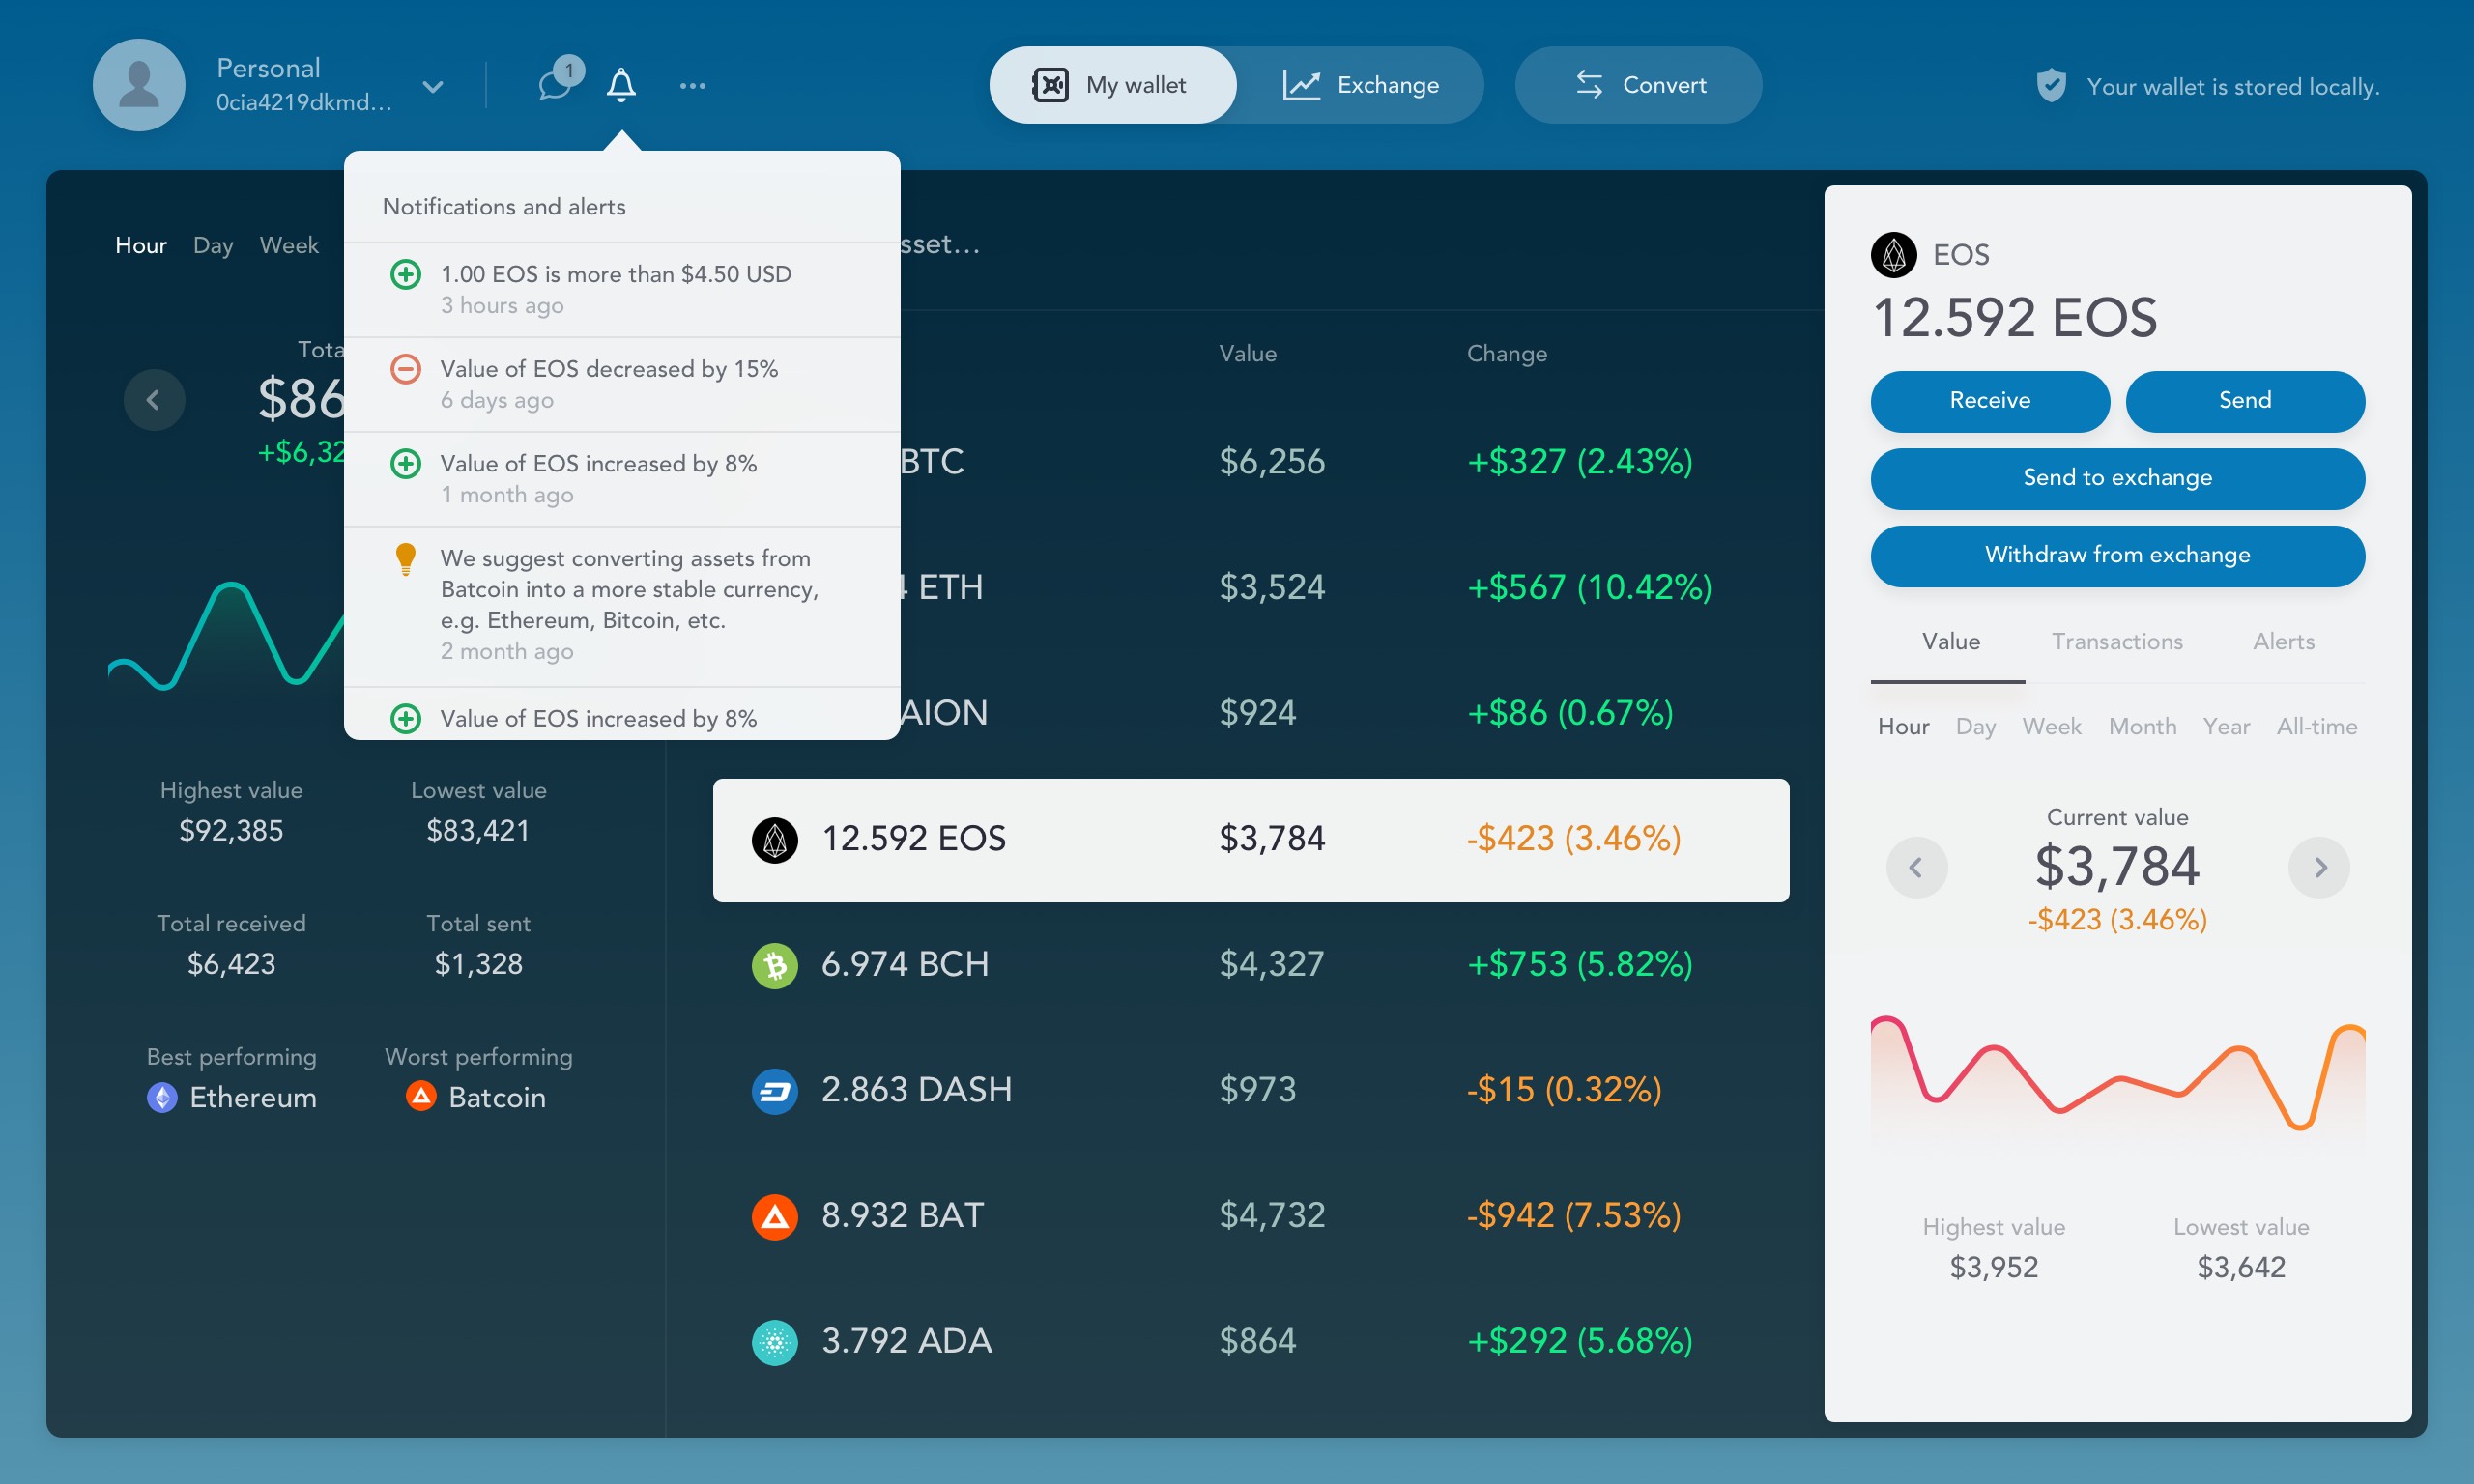 Personal
0cia4219dkmd...
1
My wallet
Exchange
Convert
Your wallet is stored locally.
Hour Day Week
Notifications and alerts
1.00 EOS is more than $4.50 USD
3 hours ago
Value of EOS decreased by 15%
6 days ago
Value of EOS increased by 8%
1 month ago
We suggest converting assets from
Batcoin into a more stable currency,
e.g. Ethereum, Bitcoin, etc.
2 month ago
Value of EOS increased by 8%
Highest value
$92,385
Lowest value
$83,421
Total received
$6,423
Total sent
$1,328
Best performing
Ethereum
Worst performing
Batcoin
Value Change
BTC $6,256 +$327 (2.43%)
ETH $3,524 +$567 (10.42%)
AION $924 +$86 (0.67%)
12.592 EOS $3,784 -$423 (3.46%)
6.974 BCH $4,327 +$753 (5.82%)
2.863 DASH $973 -$15 (0.32%)
8.932 BAT $4,732 -$942 (7.53%)
3.792 ADA $864 +$292 (5.68%)
EOS
12.592 EOS
Receive
Send
Send to exchange
Withdraw from exchange
Value Transactions Alerts
Hour Day Week Month Year All-time
Current value
$3,784
-$423 (3.46%)
Highest value
$3,952
Lowest value
$3,642